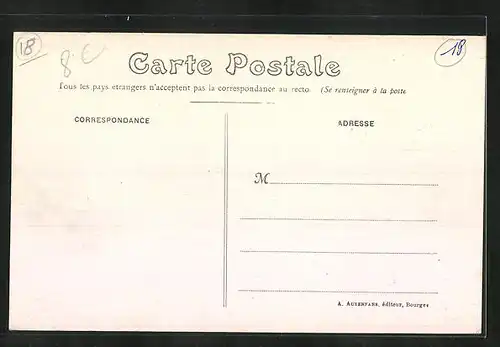 18
8 €
18
Carte Postale
Tous les pays etrangers n'acceptent pas la correspondance au recto. (Se renseigner à la poste
CORRESPONDANCE
ADRESSE
M
A. AUXENFANS, éditeur, Bourges